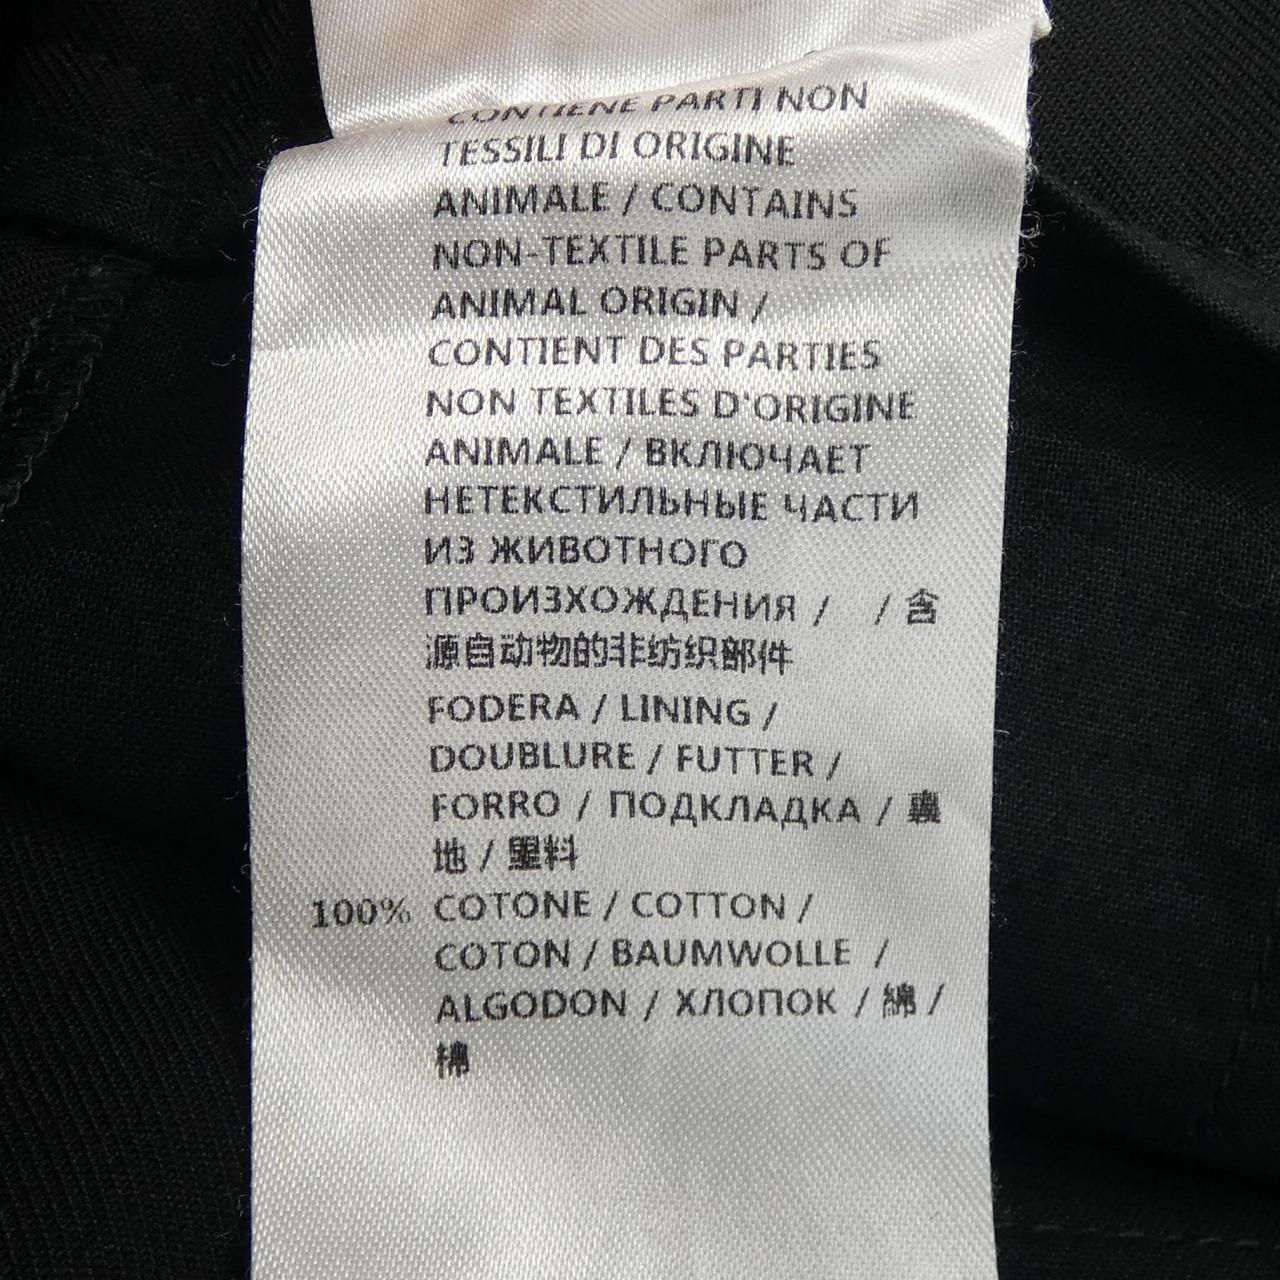 CONTIENE PARTI NON
TESSILI DI ORIGINE
ANIMALE / CONTAINS
NON-TEXTILE PARTS OF
ANIMAL ORIGIN /
CONTIENT DES PARTIES
NON TEXTILES D'ORIGINE
ANIMALE / ВКЛЮЧАЕТ
НЕТЕКСТИЛЬНЫЕ ЧАСТИ
ИЗ ЖИВОТНОГО
ПРОИЗХОЖДЕНИЯ / / 含
源自动物的非纺织部件
FODERA / LINING /
DOUBLURE / FUTTER /
FORRO / ПОДКЛАДКА / 裏
地 / 里料
100% COTONE / COTTON /
COTON / BAUMWOLLE /
ALGODON / ХЛОПОК / 綿 /
棉